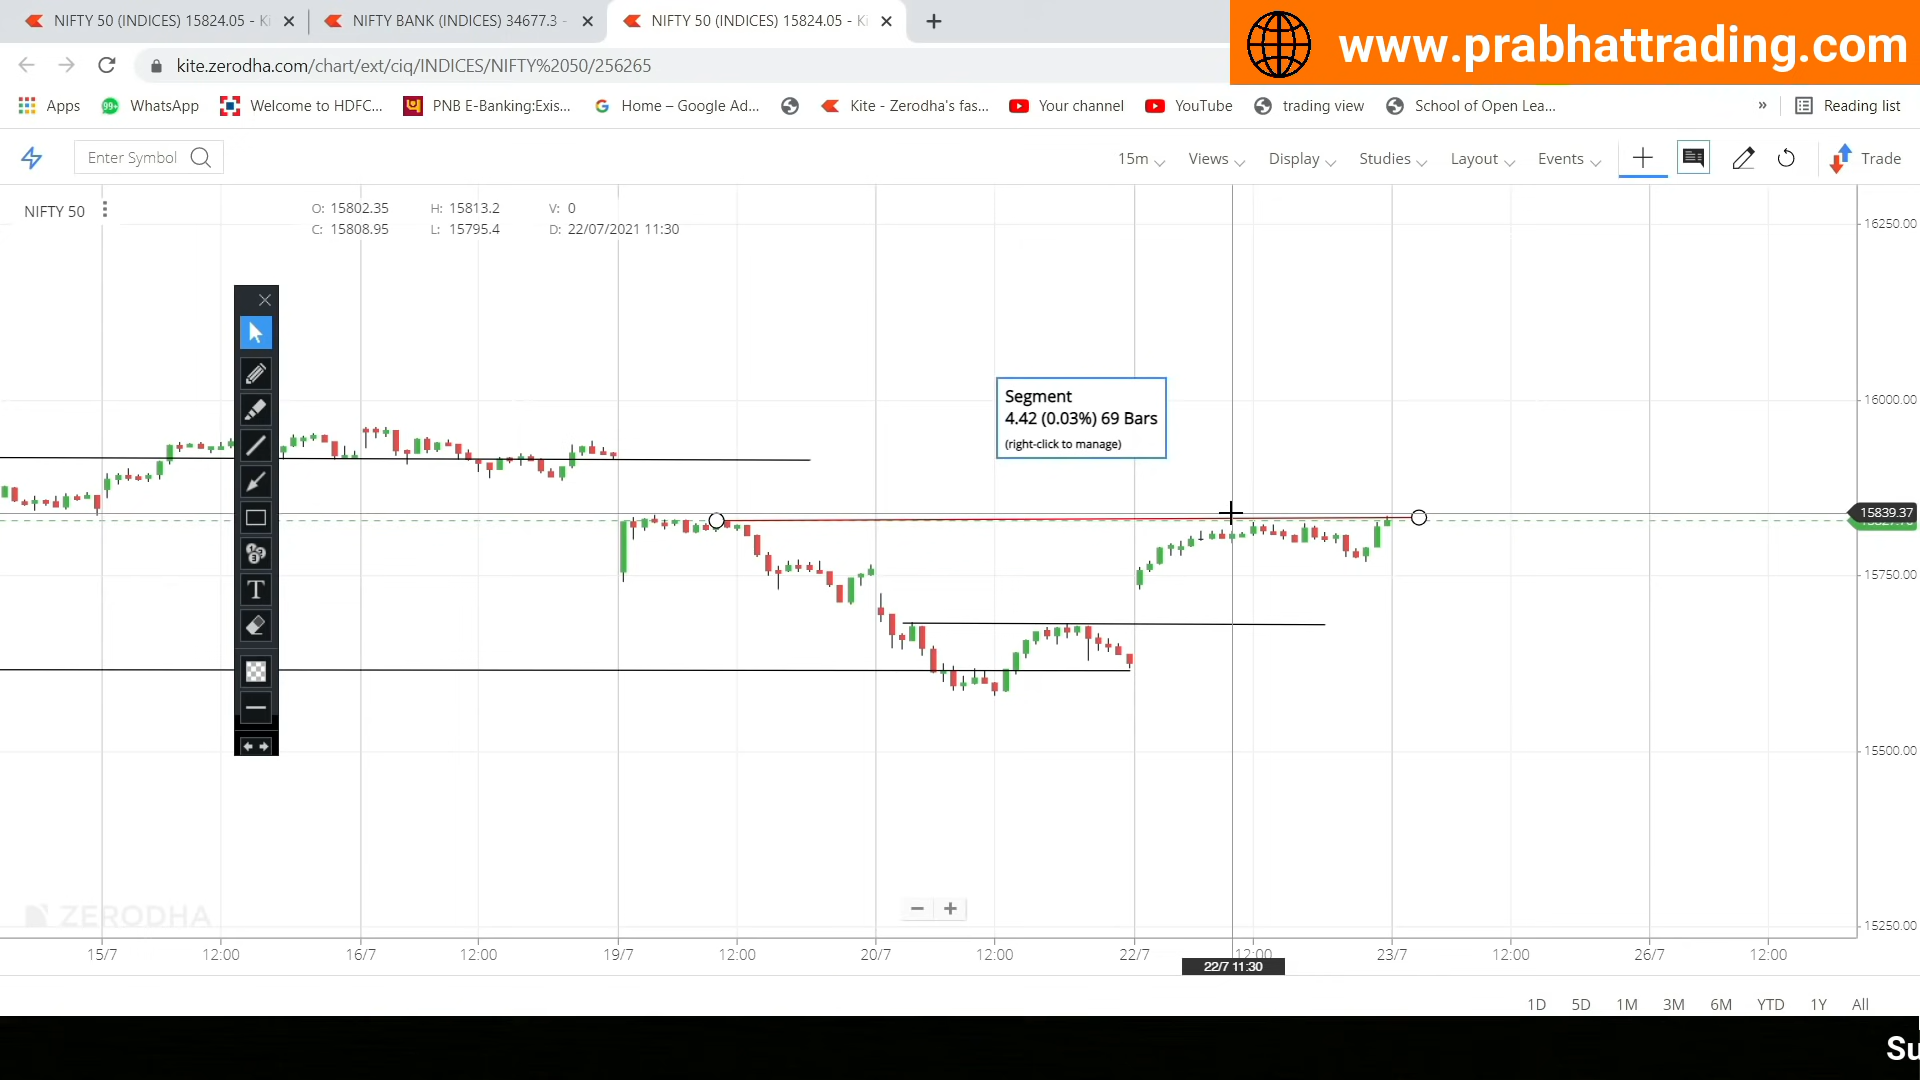 NIFTY 50 (INDICES) 15824.05 - Ki
NIFTY BANK (INDICES) 34677.3 -
NIFTY 50 (INDICES) 15824.05 - Ki
www.prabhattrading.com
kite.zerodha.com/chart/ext/ciq/INDICES/NIFTY%2050/256265
Apps
99+
WhatsApp
Welcome to HDFC...
PNB E-Banking:Exis...
Home – Google Ad...
Kite - Zerodha's fas...
Your channel
YouTube
trading view
School of Open Lea...
»
Reading list
Enter Symbol
15m
Views
Display
Studies
Layout
Events
Trade
NIFTY 50
O: 15802.35 H: 15813.2 V: 0
C: 15808.95 L: 15795.4 D: 22/07/2021 11:30
16250.00
16000.00
Segment
4.42 (0.03%) 69 Bars
(right-click to manage)
15839.37
15750.00
15500.00
15250.00
T
ZERODHA
15/7 12:00 16/7 12:00 19/7 12:00 20/7 12:00 22/7 12:00 23/7 12:00 26/7 12:00
22/7 11:30
1D 5D 1M 3M 6M YTD 1Y All
Su